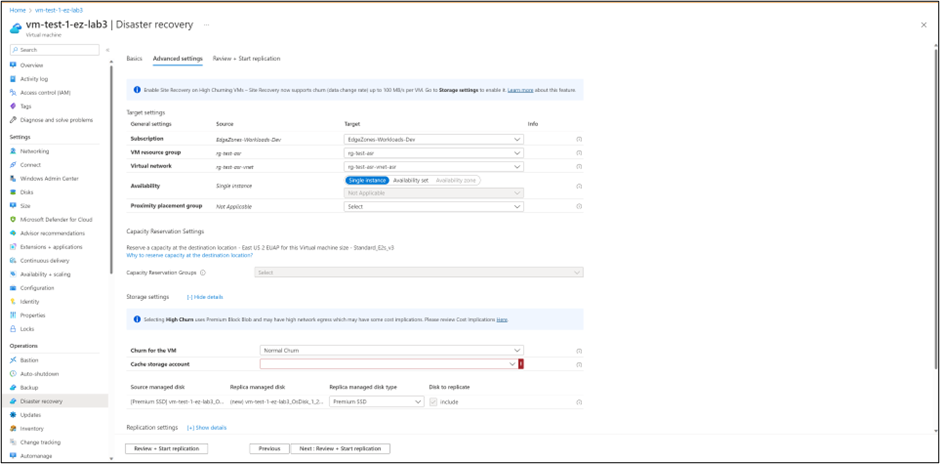 Home > vm-test-1-ez-lab3
vm-test-1-ez-lab3 | Disaster recovery ...
Virtual machine
Search
Overview
Activity log
Access control (IAM)
Tags
Diagnose and solve problems
Settings
Networking
Connect
Windows Admin Center
Disks
Size
Microsoft Defender for Cloud
Advisor recommendations
Extensions + applications
Continuous delivery
Availability + scaling
Configuration
Identity
Properties
Locks
Operations
Bastion
Auto-shutdown
Backup
Disaster recovery
Updates
Inventory
Change tracking
Automanage
Basics Advanced settings Review + Start replication
Enable Site Recovery on High Churning VMs – Site Recovery now supports churn (data change rate) up to 100 MB/s per VM. Go to Storage settings to enable it. Learn more about this feature.
Target settings
General settings Source Target Info
Subscription EdgeZones-Workloads-Dev EdgeZones-Workloads-Dev
VM resource group rg-test-asr rg-test-asr
Virtual network rg-test-asr-vnet rg-test-asr-vnet-asr
Availability Single instance Single instance Availability set Availability zone
Not Applicable
Proximity placement group Not Applicable Select
Capacity Reservation Settings
Reserve a capacity at the destination location - East US 2 EUAP for this Virtual machine size - Standard_E2s_v3
Why to reserve capacity at the destination location?
Capacity Reservation Groups Select
Storage settings [-] Hide details
Selecting High Churn uses Premium Block Blob and may have high network egress which may have some cost implications. Please review Cost Implications here.
Churn for the VM Normal Churn
Cache storage account
Source managed disk Replica managed disk Replica managed disk type Disk to replicate
[Premium SSD] vm-test-1-ez-lab3_O... (new) vm-test-1-ez-lab3_OsDisk_1_2... Premium SSD include
Replication settings [+] Show details
Review + Start replication Previous Next : Review + Start replication